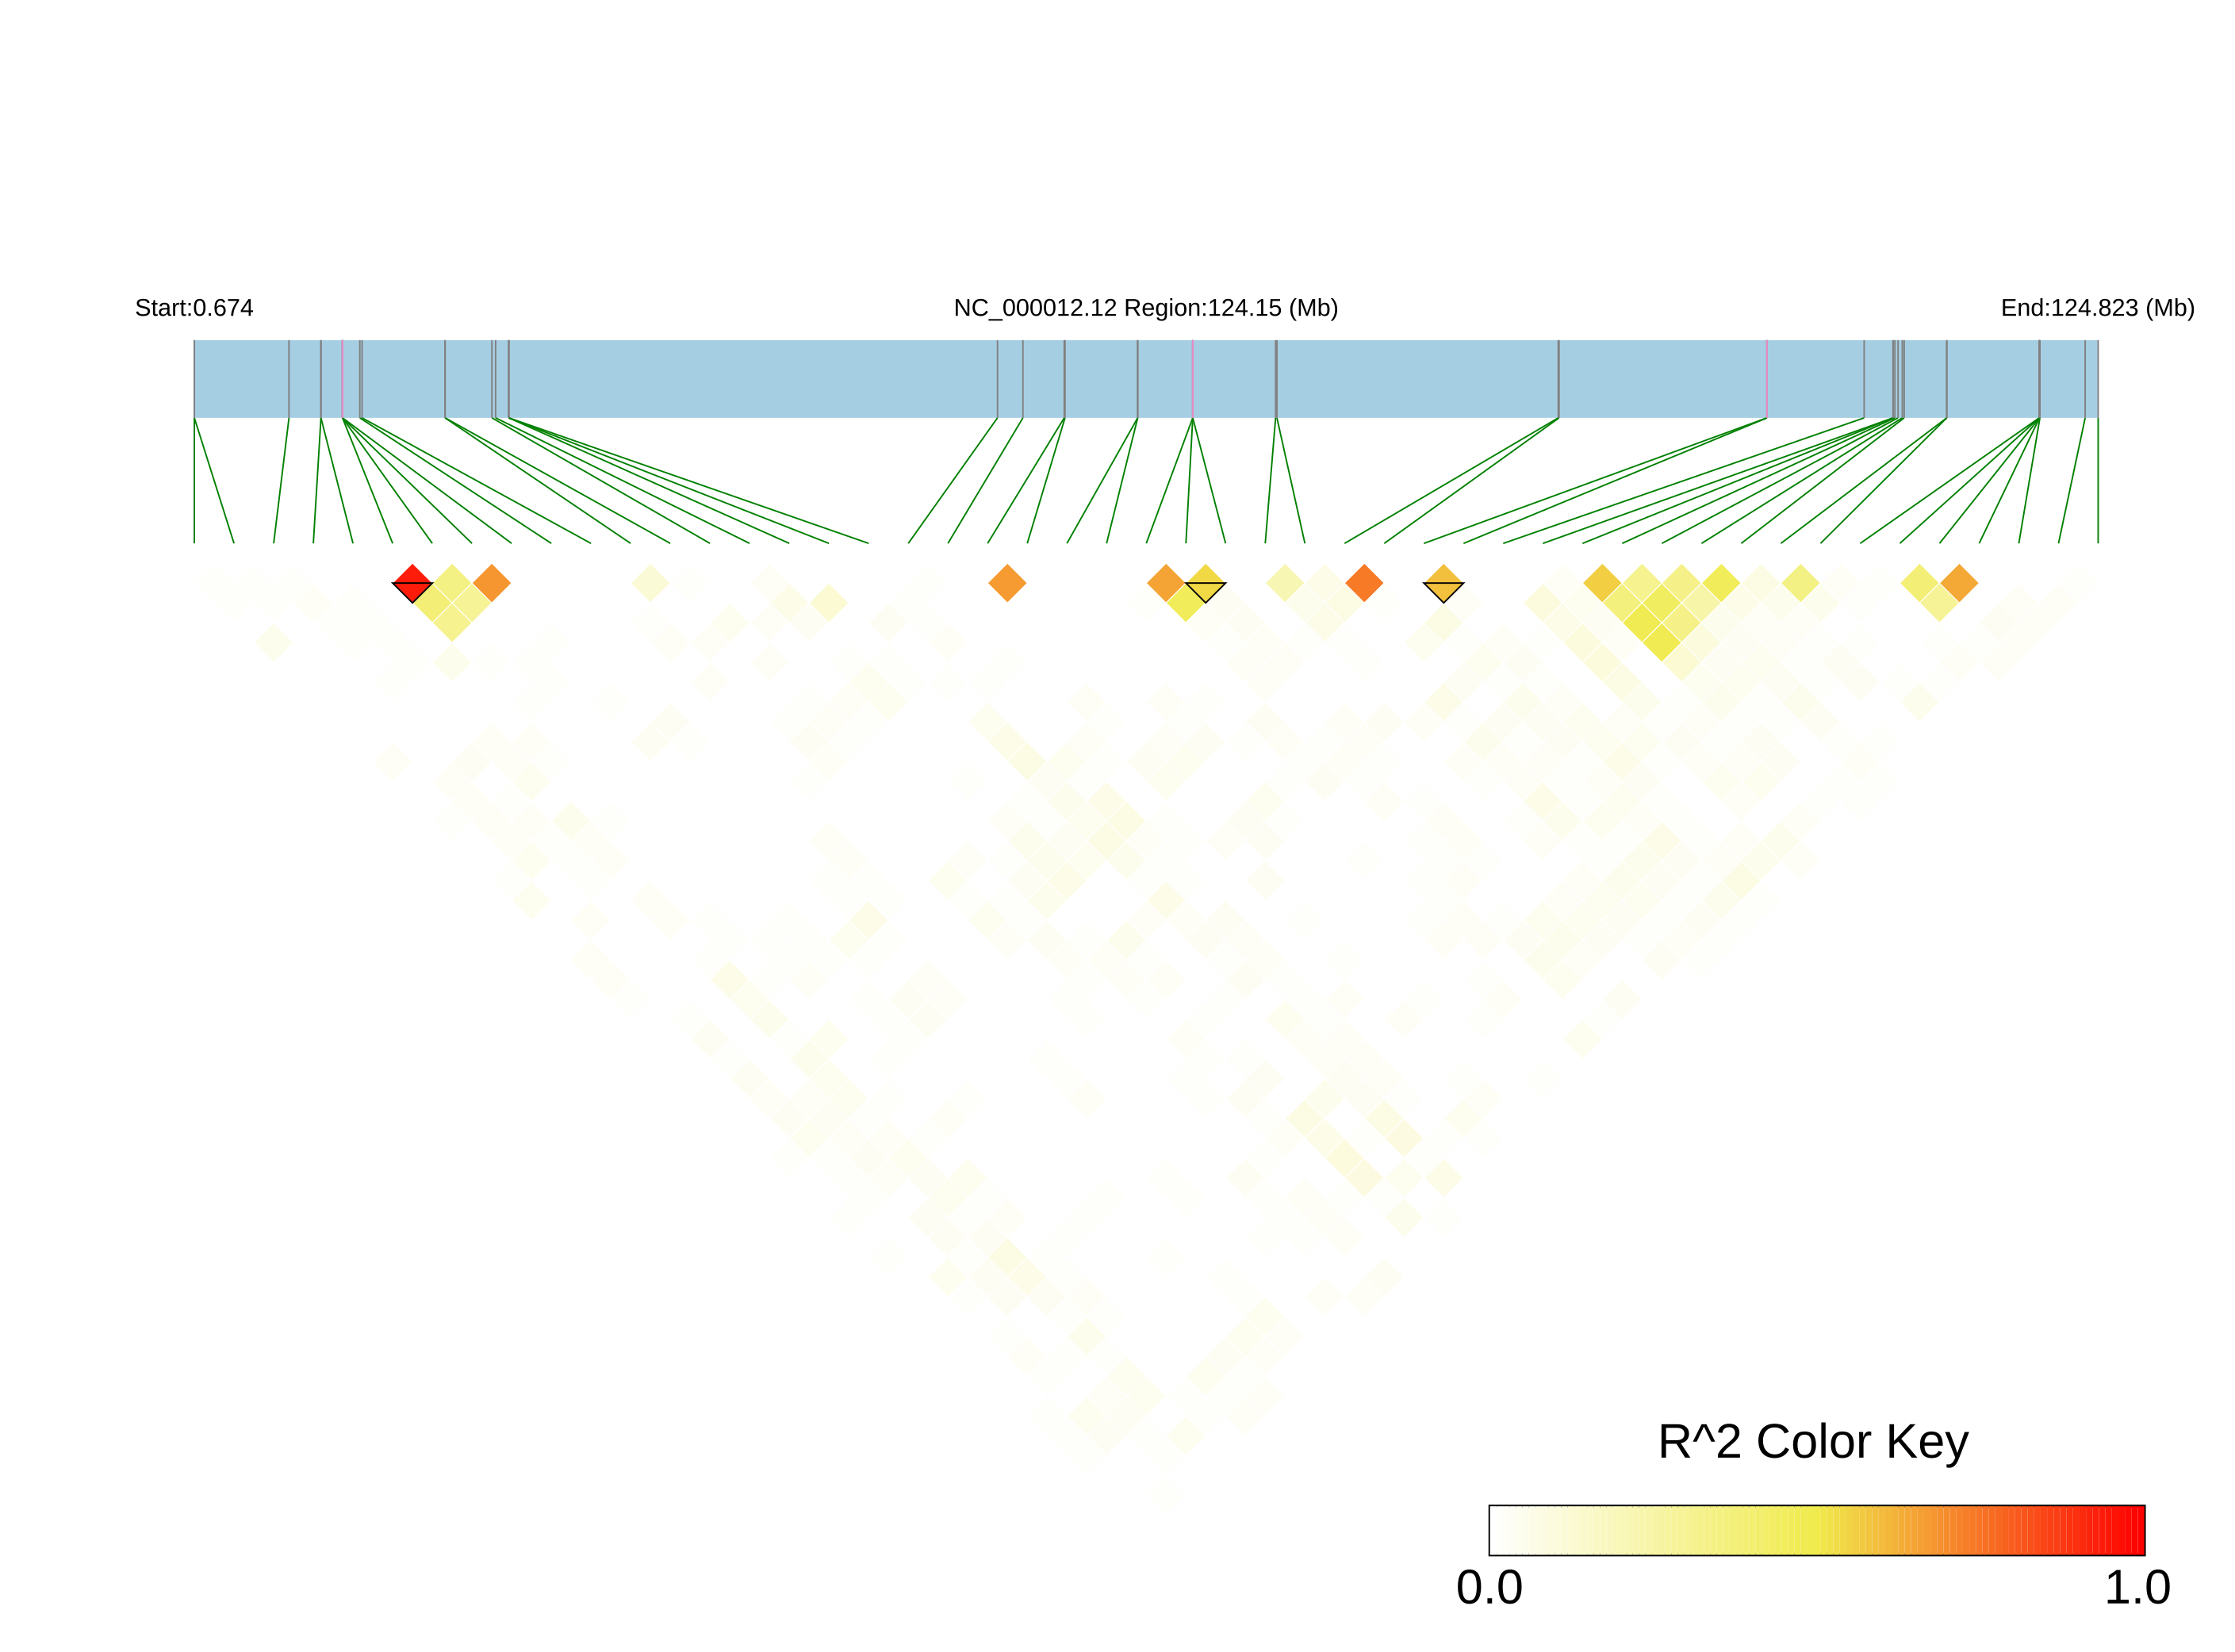 Start:0.674
NC_000012.12 Region:124.15 (Mb)
End:124.823 (Mb)
R^2 Color Key
0.0
1.0